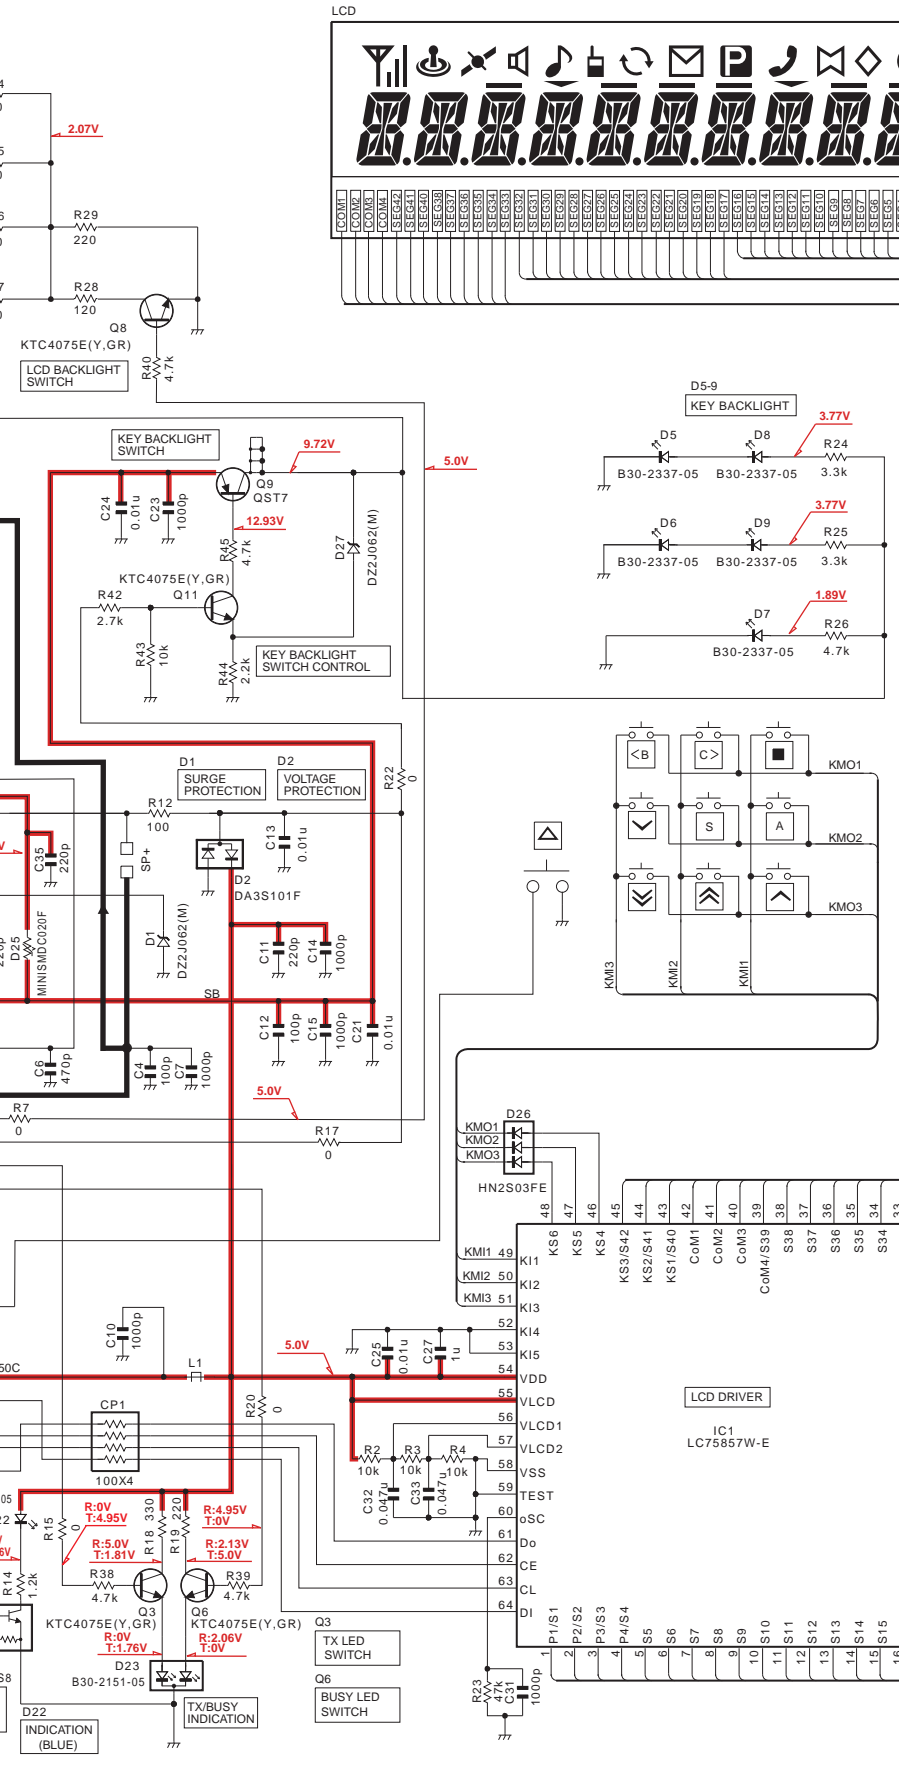 LCD
COM1
COM2
COM3
COM4
SEG42
SEG41
SEG40
SEG38
SEG37
SEG36
SEG35
SEG34
SEG33
SEG32
SEG31
SEG30
SEG29
SEG28
SEG27
SEG26
SEG25
SEG24
SEG23
SEG22
SEG21
SEG20
SEG19
SEG18
SEG17
SEG16
SEG15
SEG14
SEG13
SEG12
SEG11
SEG10
SEG9
SEG8
SEG7
SEG6
SEG5
P
2.07V
R29
220
R28
120
Q8
KTC4075E(Y,GR)
LCD BACKLIGHT
SWITCH
R40
4.7k
KEY BACKLIGHT
SWITCH
9.72V
5.0V
Q9
QST7
C24
0.01u
C23
1000p
12.93V
R45
4.7k
D27
DZ2J062(M)
KTC4075E(Y,GR)
Q11
R42
2.7k
R43
10k
R44
2.2k
KEY BACKLIGHT
SWITCH CONTROL
D5-9
KEY BACKLIGHT
D5
B30-2337-05
D8
B30-2337-05
3.77V
R24
3.3k
D6
B30-2337-05
D9
B30-2337-05
3.77V
R25
3.3k
D7
B30-2337-05
1.89V
R26
4.7k
<B
C>
S
A
KMO1
KMO2
KMO3
KMI3
KMI2
KMI1
D1
SURGE
PROTECTION
D2
VOLTAGE
PROTECTION
R22
0
R12
100
C13
0.01u
SP+
C35
220p
D2
DA3S101F
D25
MINISMDC020F
D1
DZ2J062(M)
C11
220p
C14
1000p
SB
C12
100p
C15
1000p
C21
0.01u
C6
470p
C4
100p
C7
1000p
R7
0
5.0V
R17
0
D26
KMO1
KMO2
KMO3
HN2S03FE
48
47
46
45
44
43
42
41
40
39
38
37
36
35
34
33
KS6
KS5
KS4
KS3/S42
KS2/S41
KS1/S40
CoM1
CoM2
CoM3
CoM4/S39
S38
S37
S36
S35
S34
KMI1 49 KI1
KMI2 50 KI2
KMI3 51 KI3
52 KI4
53 KI5
54 VDD
55 VLCD
56 VLCD1
57 VLCD2
58 VSS
59 TEST
60 oSC
61 Do
62 CE
63 CL
64 DI
LCD DRIVER
IC1
LC75857W-E
C10
1000p
50C
L1
5.0V
C25
0.01u
C27
1u
R2
10k
R3
10k
R4
10k
C32
0.047u
C33
0.047u
CP1
100X4
R20
0
R15
0
R:0V
T:4.95V
R18
330
R19
220
R:4.95V
T:0V
R:5.0V
T:1.81V
R:2.13V
T:5.0V
R14
1.2k
R38
4.7k
R39
4.7k
Q3
KTC4075E(Y,GR)
Q6
KTC4075E(Y,GR)
R:0V
T:1.76V
R:2.06V
T:0V
D23
B30-2151-05
TX/BUSY
INDICATION
D22
INDICATION
(BLUE)
Q3
TX LED
SWITCH
Q6
BUSY LED
SWITCH
R23
47k
C31
1000p
P1/S1
P2/S2
P3/S3
P4/S4
S5
S6
S7
S8
S9
S10
S11
S12
S13
S14
S15
1
2
3
4
5
6
7
8
9
10
11
12
13
14
15
16